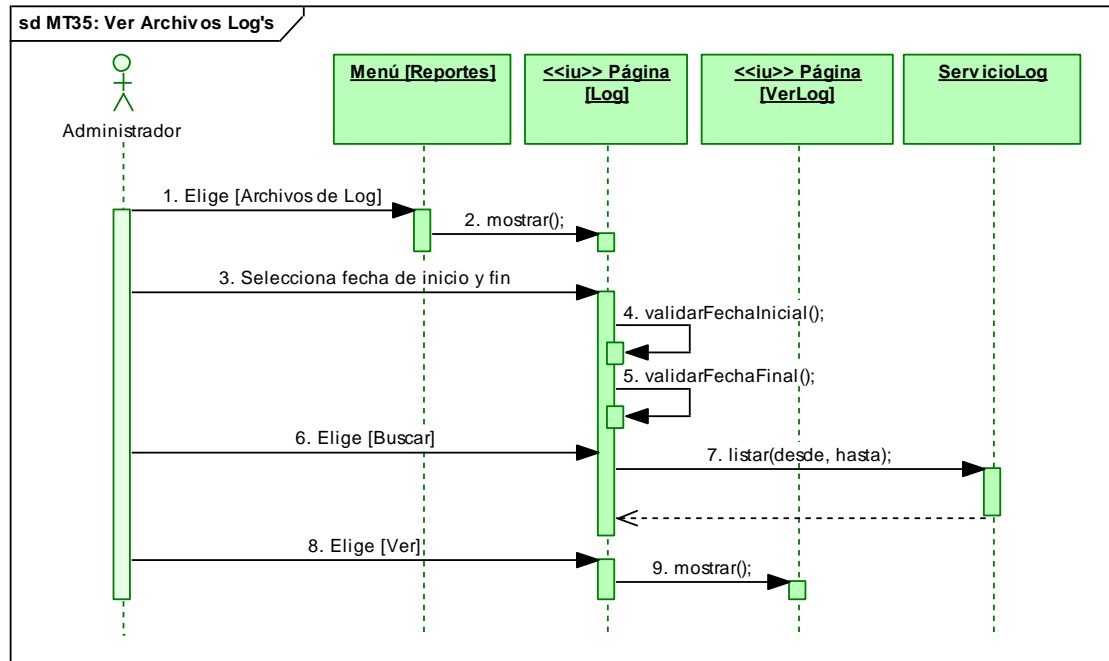 sd MT35: Ver Archivos Log's
Administrador
Menú [Reportes]
<<iu>> Página
[Log]
<<iu>> Página
[VerLog]
ServicioLog
1. Elige [Archivos de Log]
2. mostrar();
3. Selecciona fecha de inicio y fin
4. validarFechaInicial();
5. validarFechaFinal();
6. Elige [Buscar]
7. listar(desde, hasta);
8. Elige [Ver]
9. mostrar();